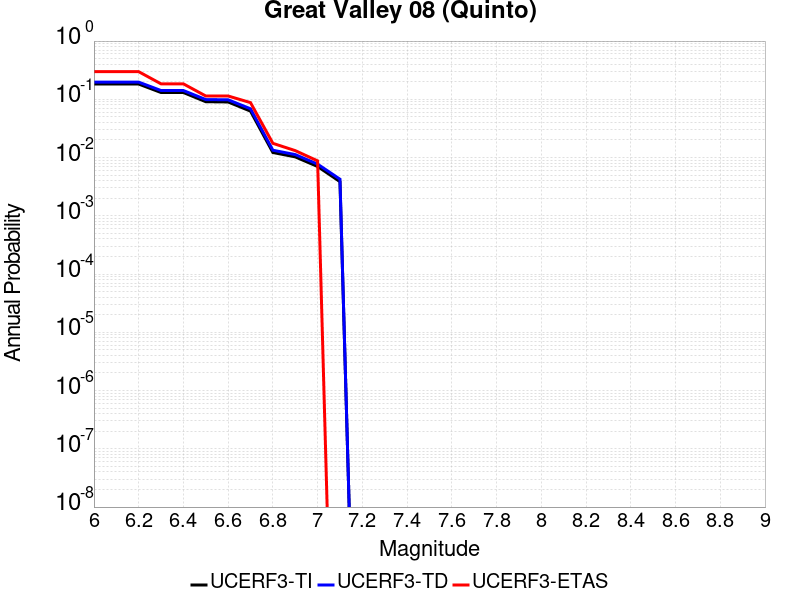 Great Valley 08 (Quinto)
10^0
10^-1
10^-2
10^-3
10^-4
10^-5
10^-6
10^-7
10^-8
Annual Probability
6 6.2 6.4 6.6 6.8 7 7.2 7.4 7.6 7.8 8 8.2 8.4 8.6 8.8 9
Magnitude
UCERF3-TI UCERF3-TD UCERF3-ETAS